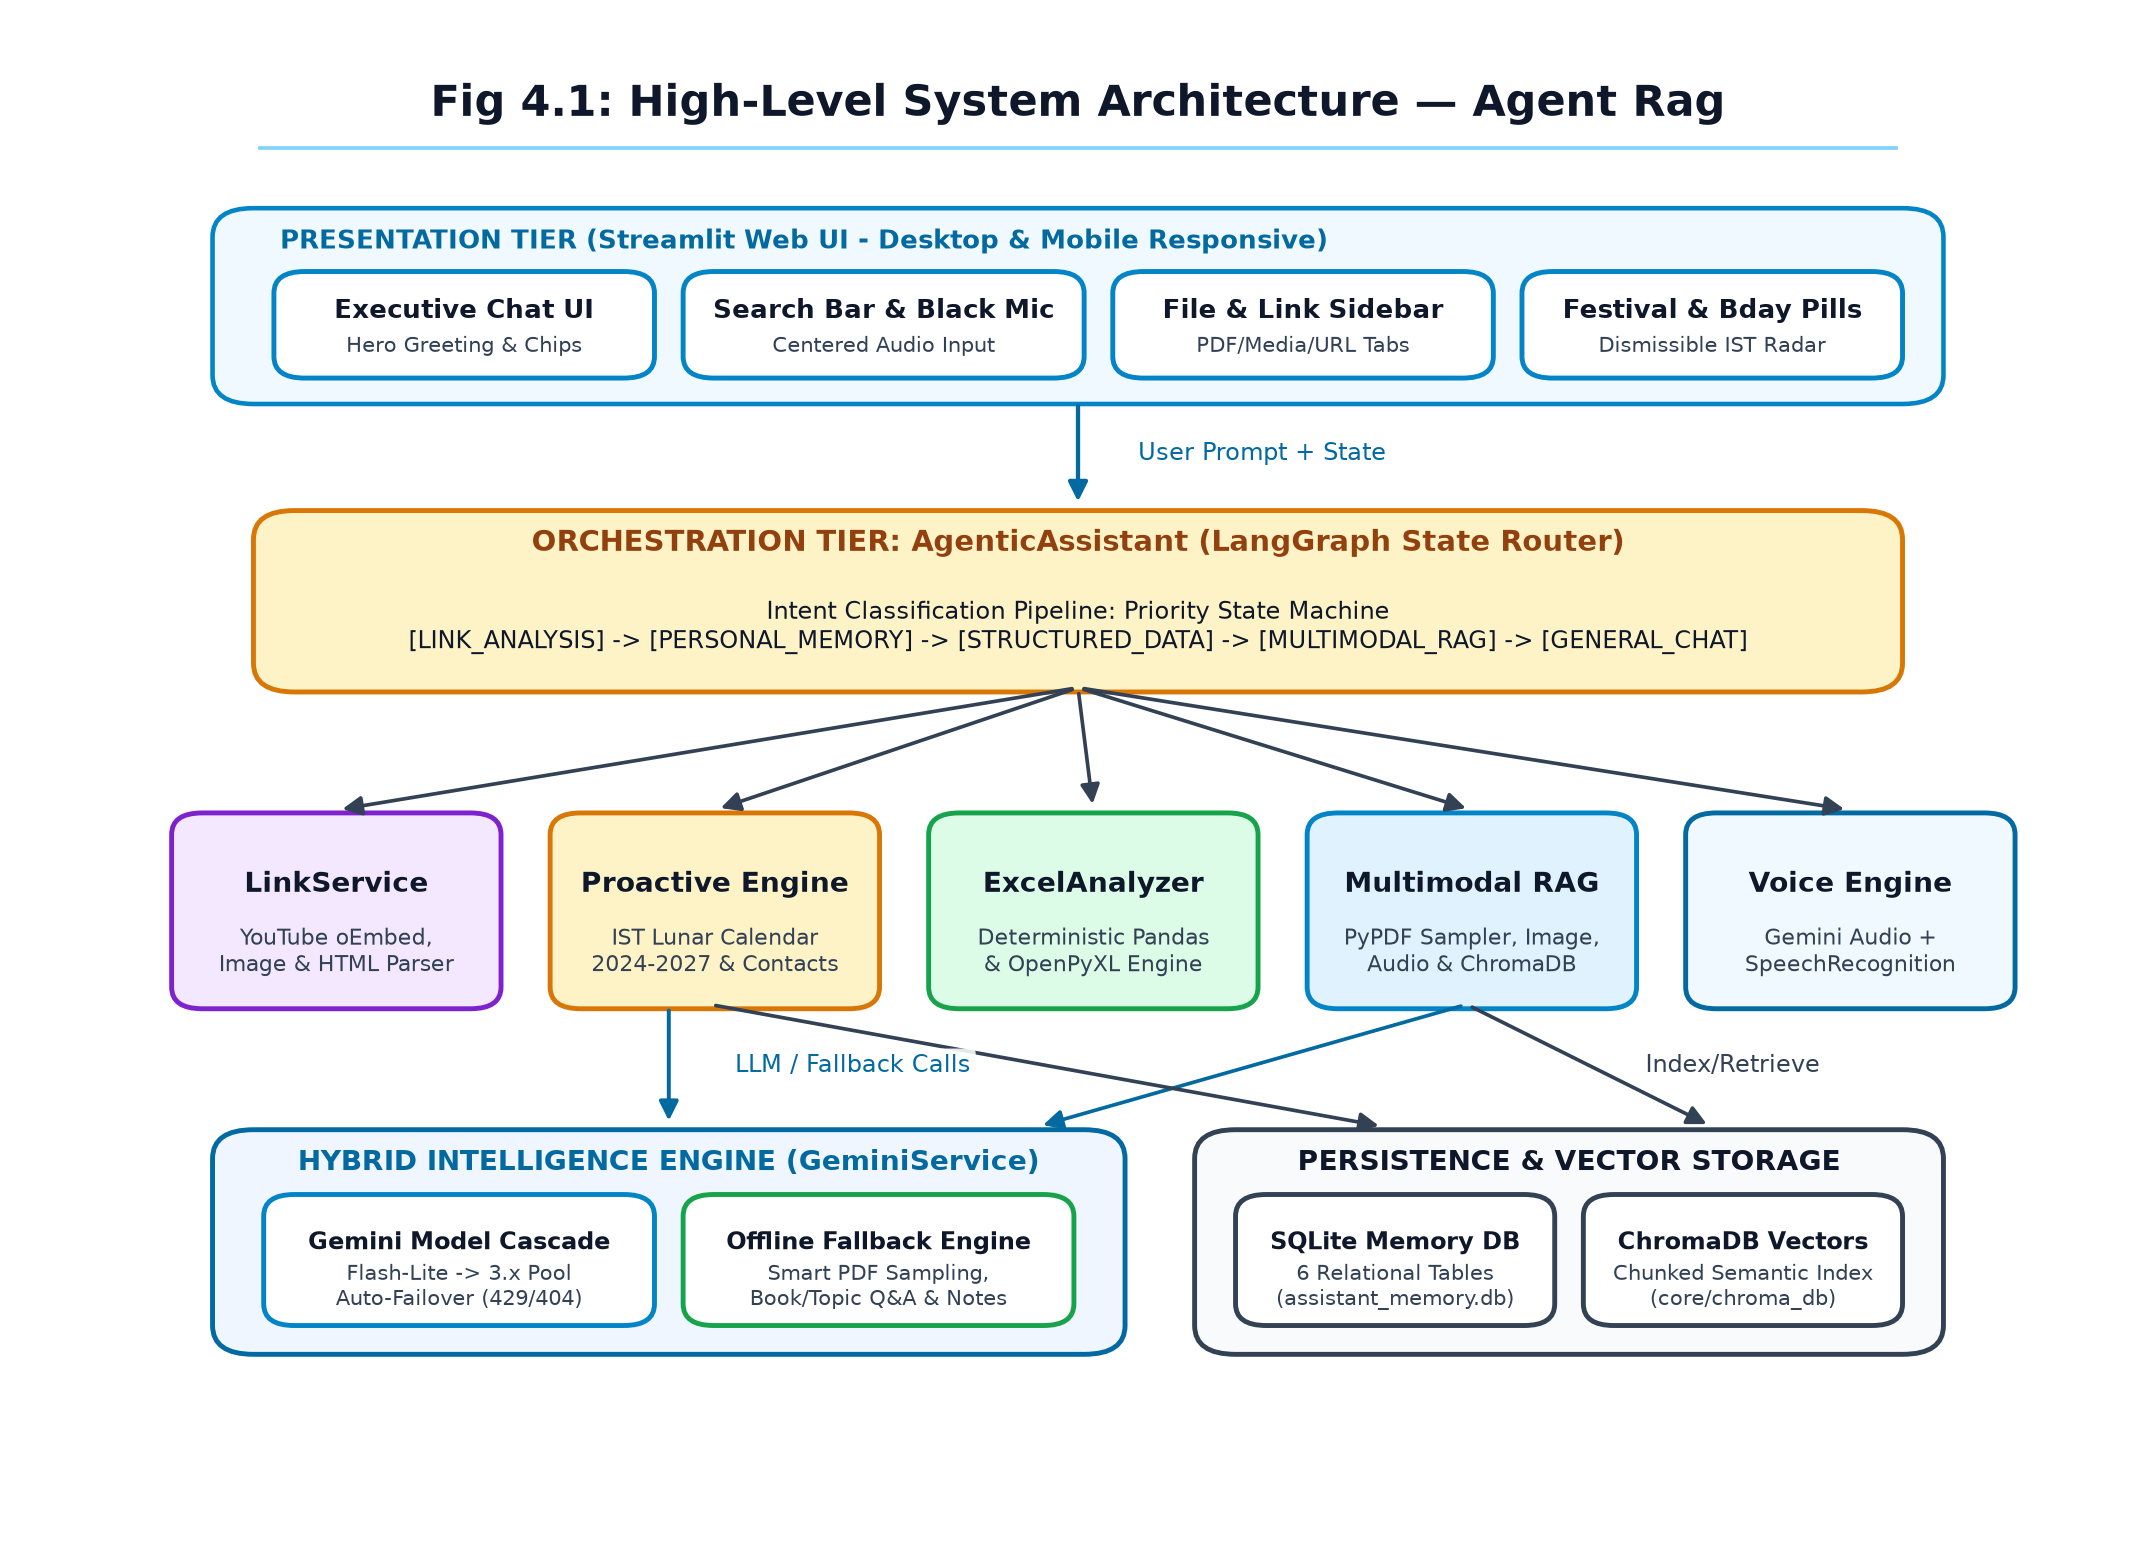 Fig 4.1: High-Level System Architecture — Agent Rag
PRESENTATION TIER (Streamlit Web UI - Desktop & Mobile Responsive)
Executive Chat UI
Hero Greeting & Chips
Search Bar & Black Mic
Centered Audio Input
File & Link Sidebar
PDF/Media/URL Tabs
Festival & Bday Pills
Dismissible IST Radar
User Prompt + State
ORCHESTRATION TIER: AgenticAssistant (LangGraph State Router)
Intent Classification Pipeline: Priority State Machine
[LINK_ANALYSIS] -> [PERSONAL_MEMORY] -> [STRUCTURED_DATA] -> [MULTIMODAL_RAG] -> [GENERAL_CHAT]
LinkService
YouTube oEmbed,
Image & HTML Parser
Proactive Engine
IST Lunar Calendar
2024-2027 & Contacts
ExcelAnalyzer
Deterministic Pandas
& OpenPyXL Engine
Multimodal RAG
PyPDF Sampler, Image,
Audio & ChromaDB
Voice Engine
Gemini Audio +
SpeechRecognition
LLM / Fallback Calls
Index/Retrieve
HYBRID INTELLIGENCE ENGINE (GeminiService)
Gemini Model Cascade
Flash-Lite -> 3.x Pool
Auto-Failover (429/404)
Offline Fallback Engine
Smart PDF Sampling,
Book/Topic Q&A & Notes
PERSISTENCE & VECTOR STORAGE
SQLite Memory DB
6 Relational Tables
(assistant_memory.db)
ChromaDB Vectors
Chunked Semantic Index
(core/chroma_db)